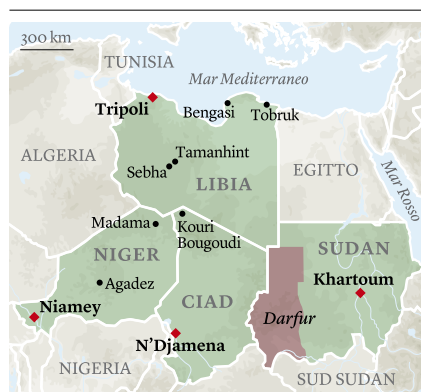 300 km
TUNISIA
Mar Mediterraneo
Tripoli
Bengasi
Tobruk
ALGERIA
Tamanhint
Sebha
LIBIA
EGITTO
Mar Rosso
Madama
Kouri
Bougoudi
NIGER
SUDAN
Agadez
CIAD
Khartoum
Niamey
Darfur
N'Djamena
NIGERIA
SUD SUDAN